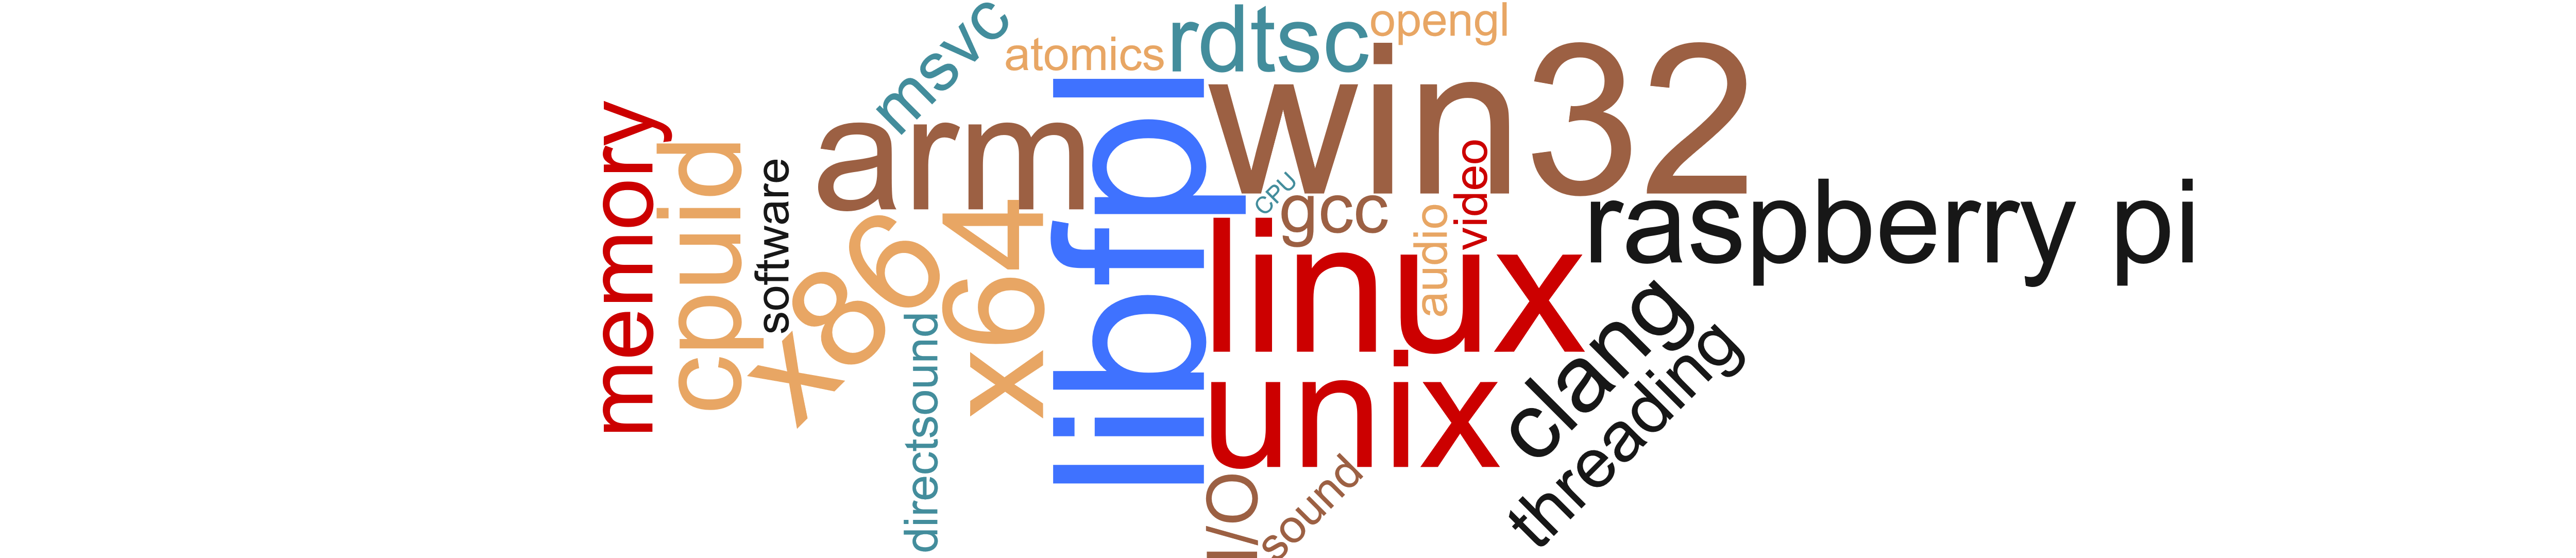 msvc
atomics
rdtsc
opengl
memory
cpuid
software
arm
libfpl
win32
x86
x64
CPU
gcc
audio
video
raspberry pi
linux
directsound
unix
clang
threading
I/O
sound